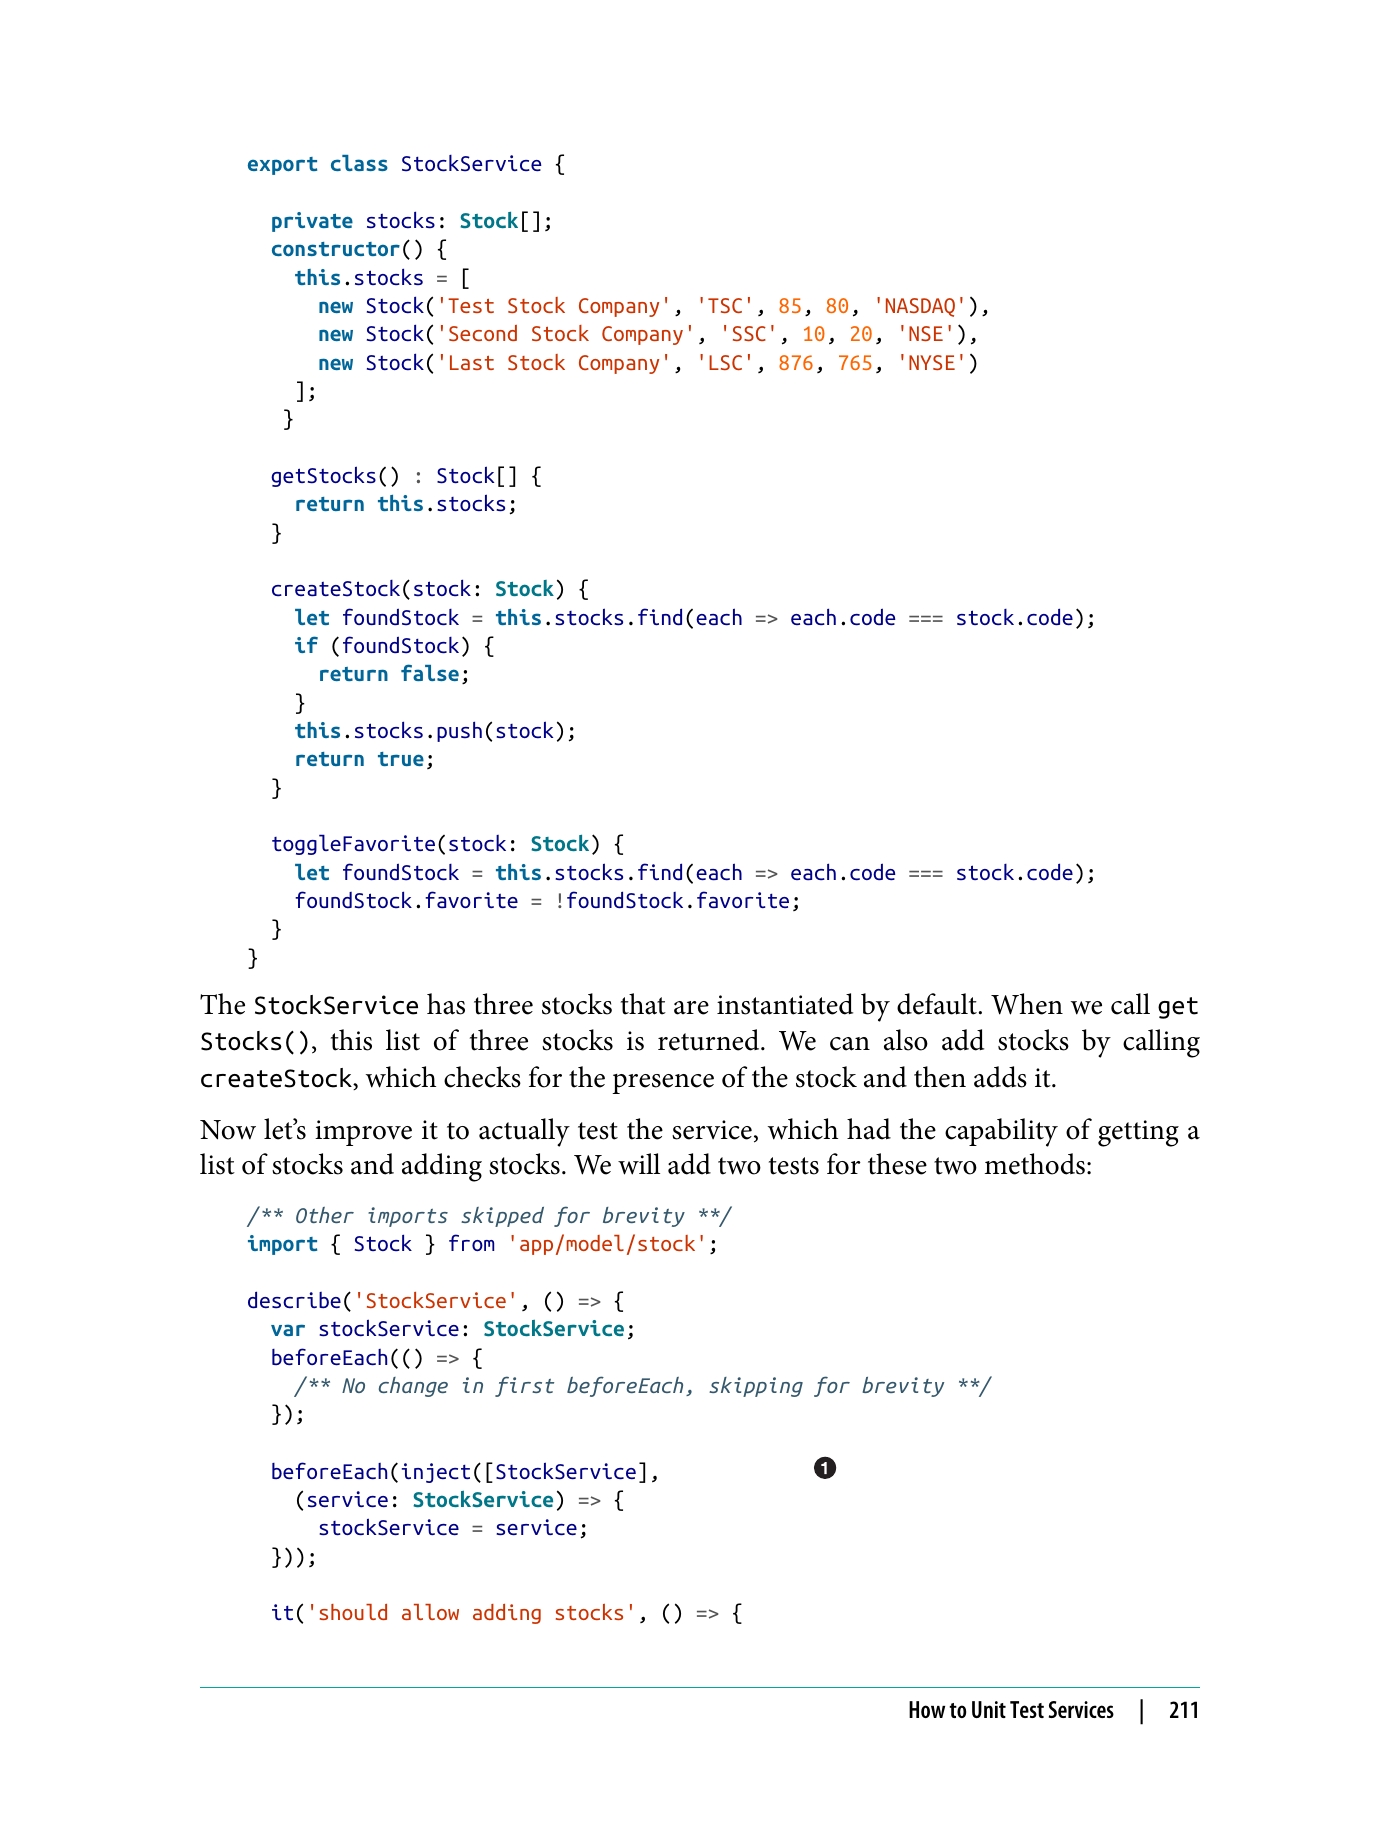 export class StockService {

  private stocks: Stock[];
  constructor() {
    this.stocks = [
      new Stock('Test Stock Company', 'TSC', 85, 80, 'NASDAQ'),
      new Stock('Second Stock Company', 'SSC', 10, 20, 'NSE'),
      new Stock('Last Stock Company', 'LSC', 876, 765, 'NYSE')
    ];
   }

  getStocks() : Stock[] {
    return this.stocks;
  }

  createStock(stock: Stock) {
    let foundStock = this.stocks.find(each => each.code === stock.code);
    if (foundStock) {
      return false;
    }
    this.stocks.push(stock);
    return true;
  }

  toggleFavorite(stock: Stock) {
    let foundStock = this.stocks.find(each => each.code === stock.code);
    foundStock.favorite = !foundStock.favorite;
  }
}
The StockService has three stocks that are instantiated by default. When we call get
Stocks(), this list of three stocks is returned. We can also add stocks by calling
createStock, which checks for the presence of the stock and then adds it.
Now let’s improve it to actually test the service, which had the capability of getting a
list of stocks and adding stocks. We will add two tests for these two methods:
/** Other imports skipped for brevity **/
import { Stock } from 'app/model/stock';

describe('StockService', () => {
  var stockService: StockService;
  beforeEach(() => {
    /** No change in first beforeEach, skipping for brevity **/
  });

  beforeEach(inject([StockService],             ❶
    (service: StockService) => {
      stockService = service;
  }));

  it('should allow adding stocks', () => {
How to Unit Test Services | 211